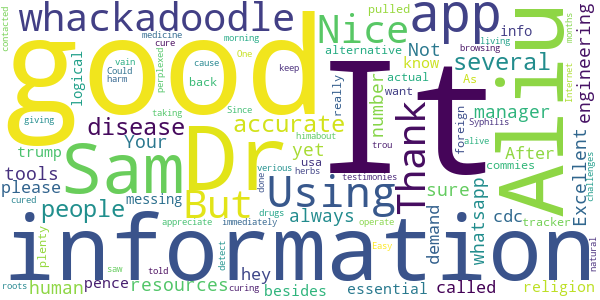 whackadoodle
app
Nice
contacted
vain
medicine
Could
harm
cure
morning
One
perplexed
cause
pulled
alternative
back
browsing
info
living
Internet
months
Not
know
several
As
actual
want
keep
really
logical
good
It
Aliu
engineering
disease
giving
taking
Since
accurate
number
himabout
trou
Thank
foreign
Syphilis
manager
After
alive
commies
Your
trump
yet
usa
herbs
testimonies
Sam
Dr
Using
tools
please
messing
cured
people
But
done
verious
always
sure
whatsapp
cdc
tracker
Excellent
challenges
appreciate
immediately
drugs
operate
Easy
demand
information
plenty
human
pence
hey
saw
told
curing
detect
called
religion
roots
resources
besides
essential
natural